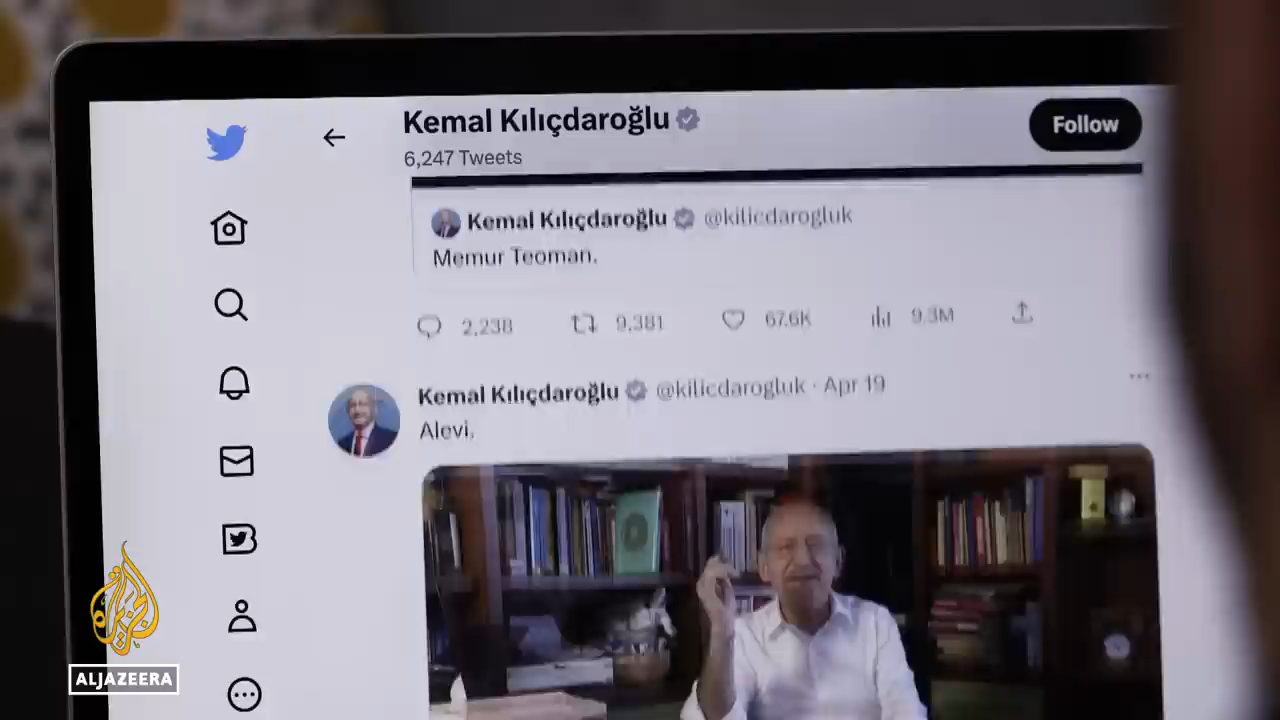 Kemal Kılıçdaroğlu
6,247 Tweets
Follow
Kemal Kılıçdaroğlu @kilicdarogluk
Memur Teoman.
2,238 9,381 67.6K 9.3M
Kemal Kılıçdaroğlu @kilicdarogluk · Apr 19
Alevi.
الجزيرة
ALJAZEERA